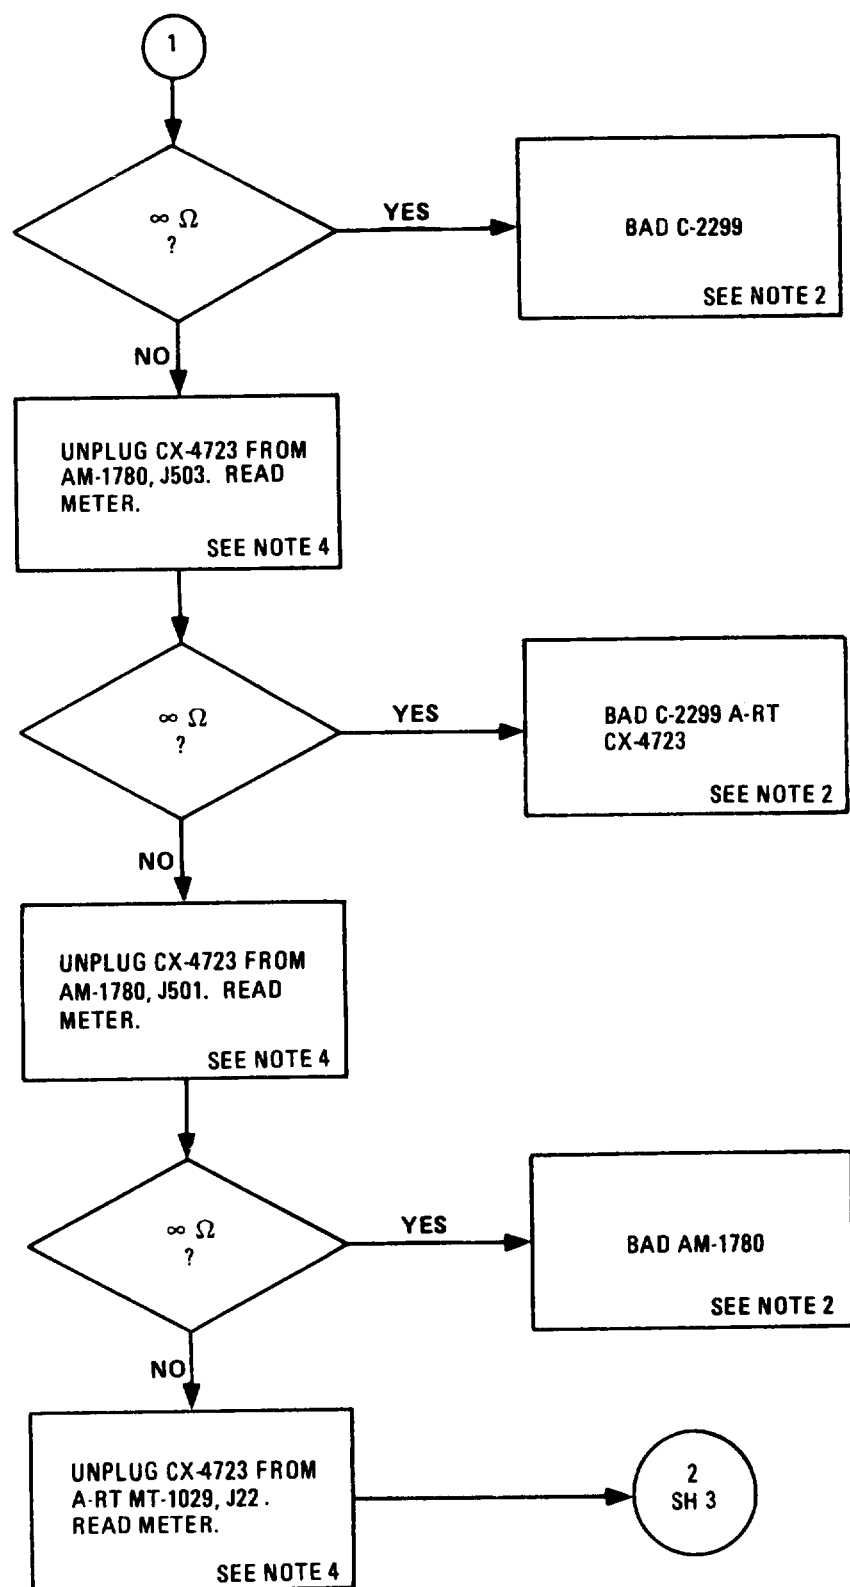 1
∞ Ω
?
YES
BAD C-2299
SEE NOTE 2
NO
UNPLUG CX-4723 FROM
AM-1780, J503. READ
METER.
SEE NOTE 4
∞ Ω
?
YES
BAD C-2299 A-RT
CX-4723
SEE NOTE 2
NO
UNPLUG CX-4723 FROM
AM-1780, J501. READ
METER.
SEE NOTE 4
∞ Ω
?
YES
BAD AM-1780
SEE NOTE 2
NO
UNPLUG CX-4723 FROM
A-RT MT-1029, J22.
READ METER.
SEE NOTE 4
2
SH 3